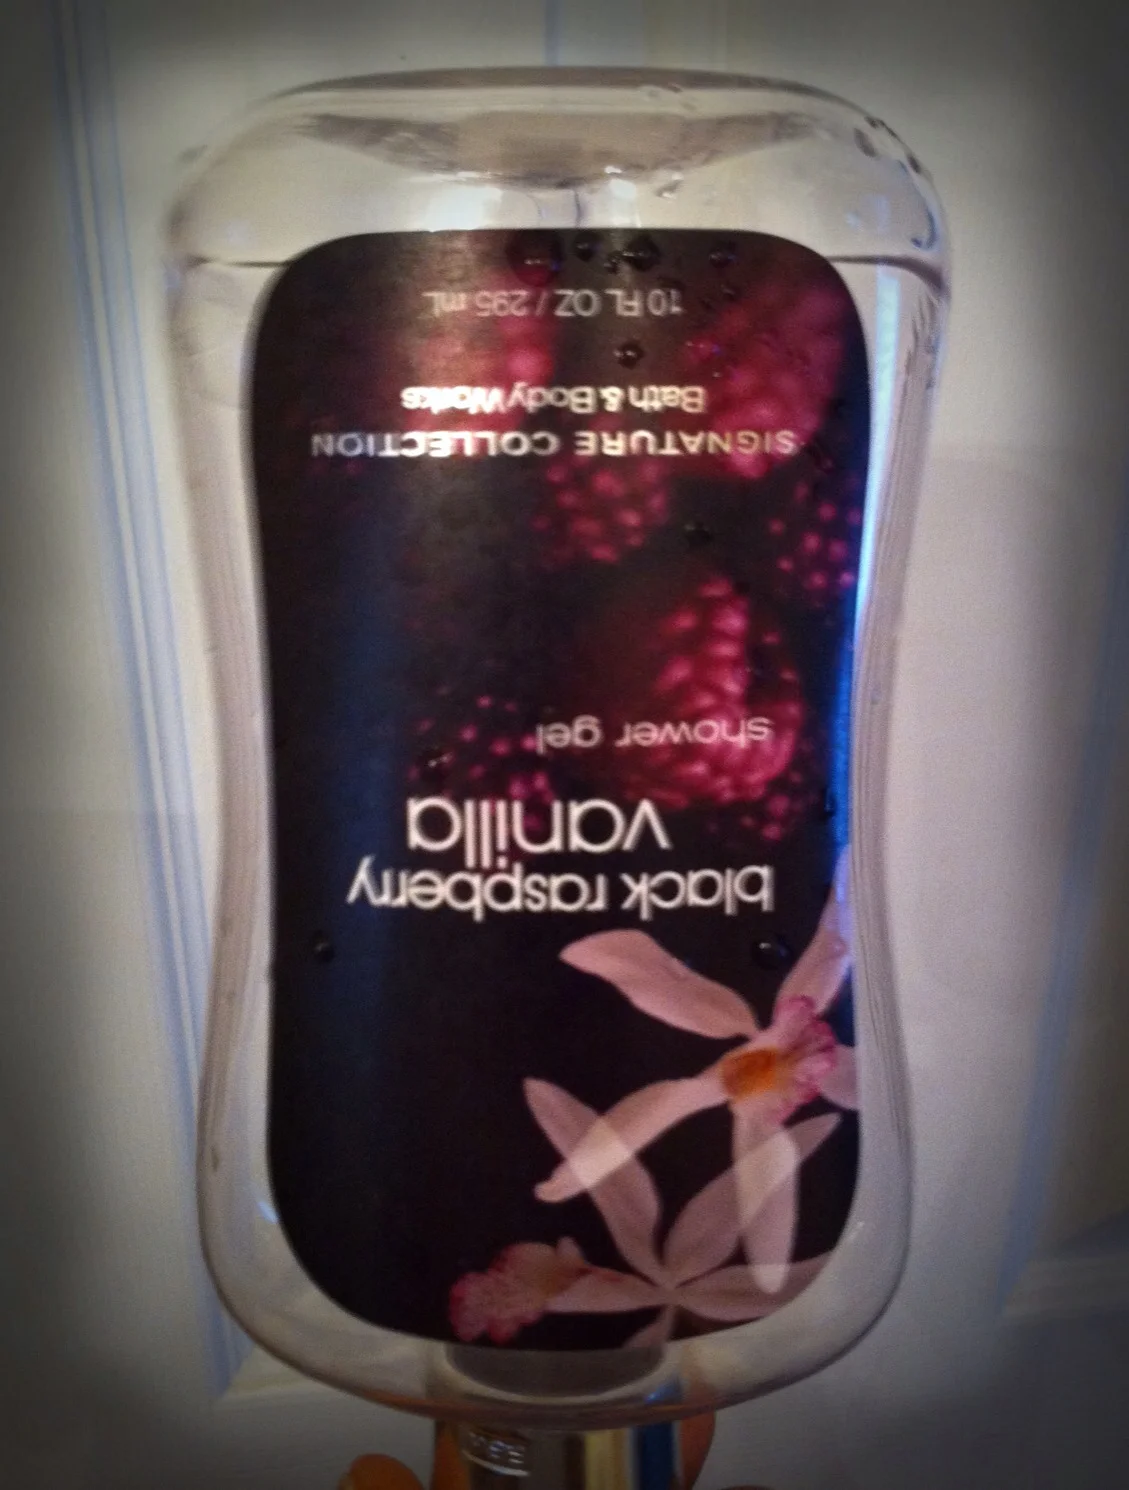 black raspberry
vanilla
shower gel
SIGNATURE COLLECTION
Bath & Body Works
10 FL OZ / 295 mL